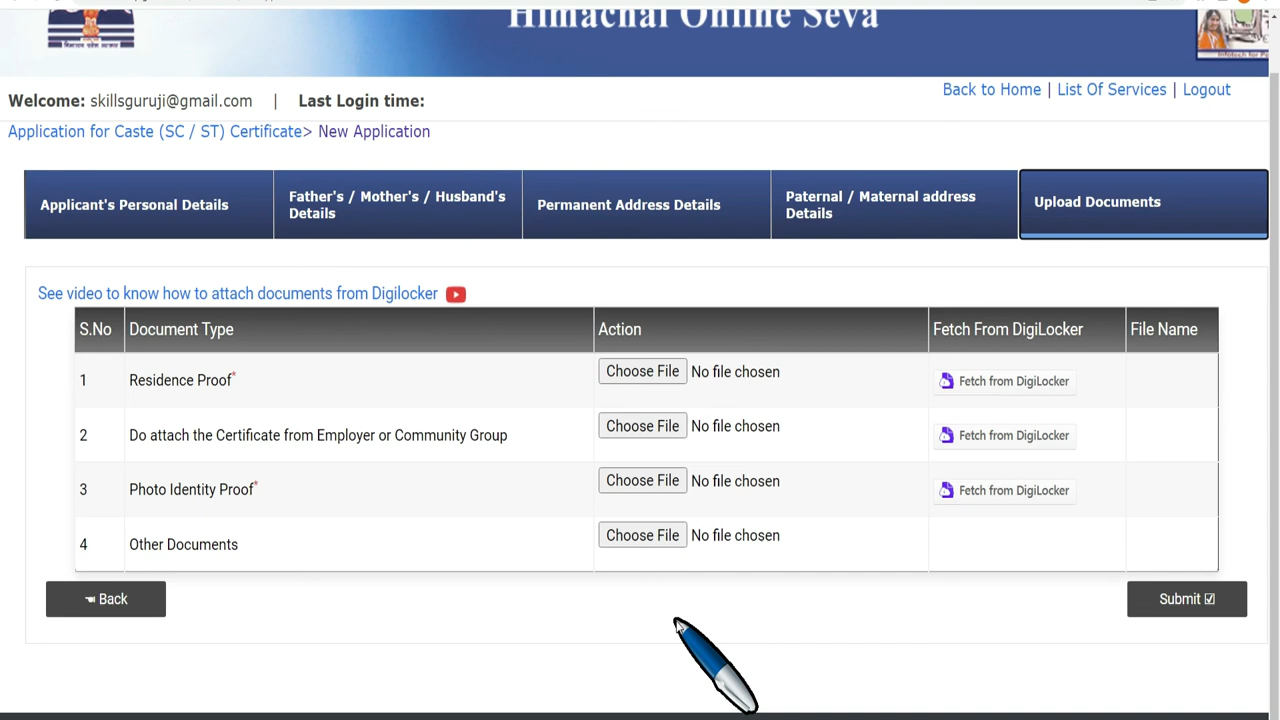 Himachal Online Seva
Welcome: skillsguruji@gmail.com | Last Login time:
Back to Home | List Of Services | Logout
Application for Caste (SC / ST) Certificate> New Application
Applicant's Personal Details
Father's / Mother's / Husband's
Details
Permanent Address Details
Paternal / Maternal address
Details
Upload Documents
See video to know how to attach documents from Digilocker
S.No Document Type Action Fetch From DigiLocker File Name
1 Residence Proof* Choose File No file chosen Fetch from DigiLocker
2 Do attach the Certificate from Employer or Community Group Choose File No file chosen Fetch from DigiLocker
3 Photo Identity Proof* Choose File No file chosen Fetch from DigiLocker
4 Other Documents Choose File No file chosen
Back
Submit